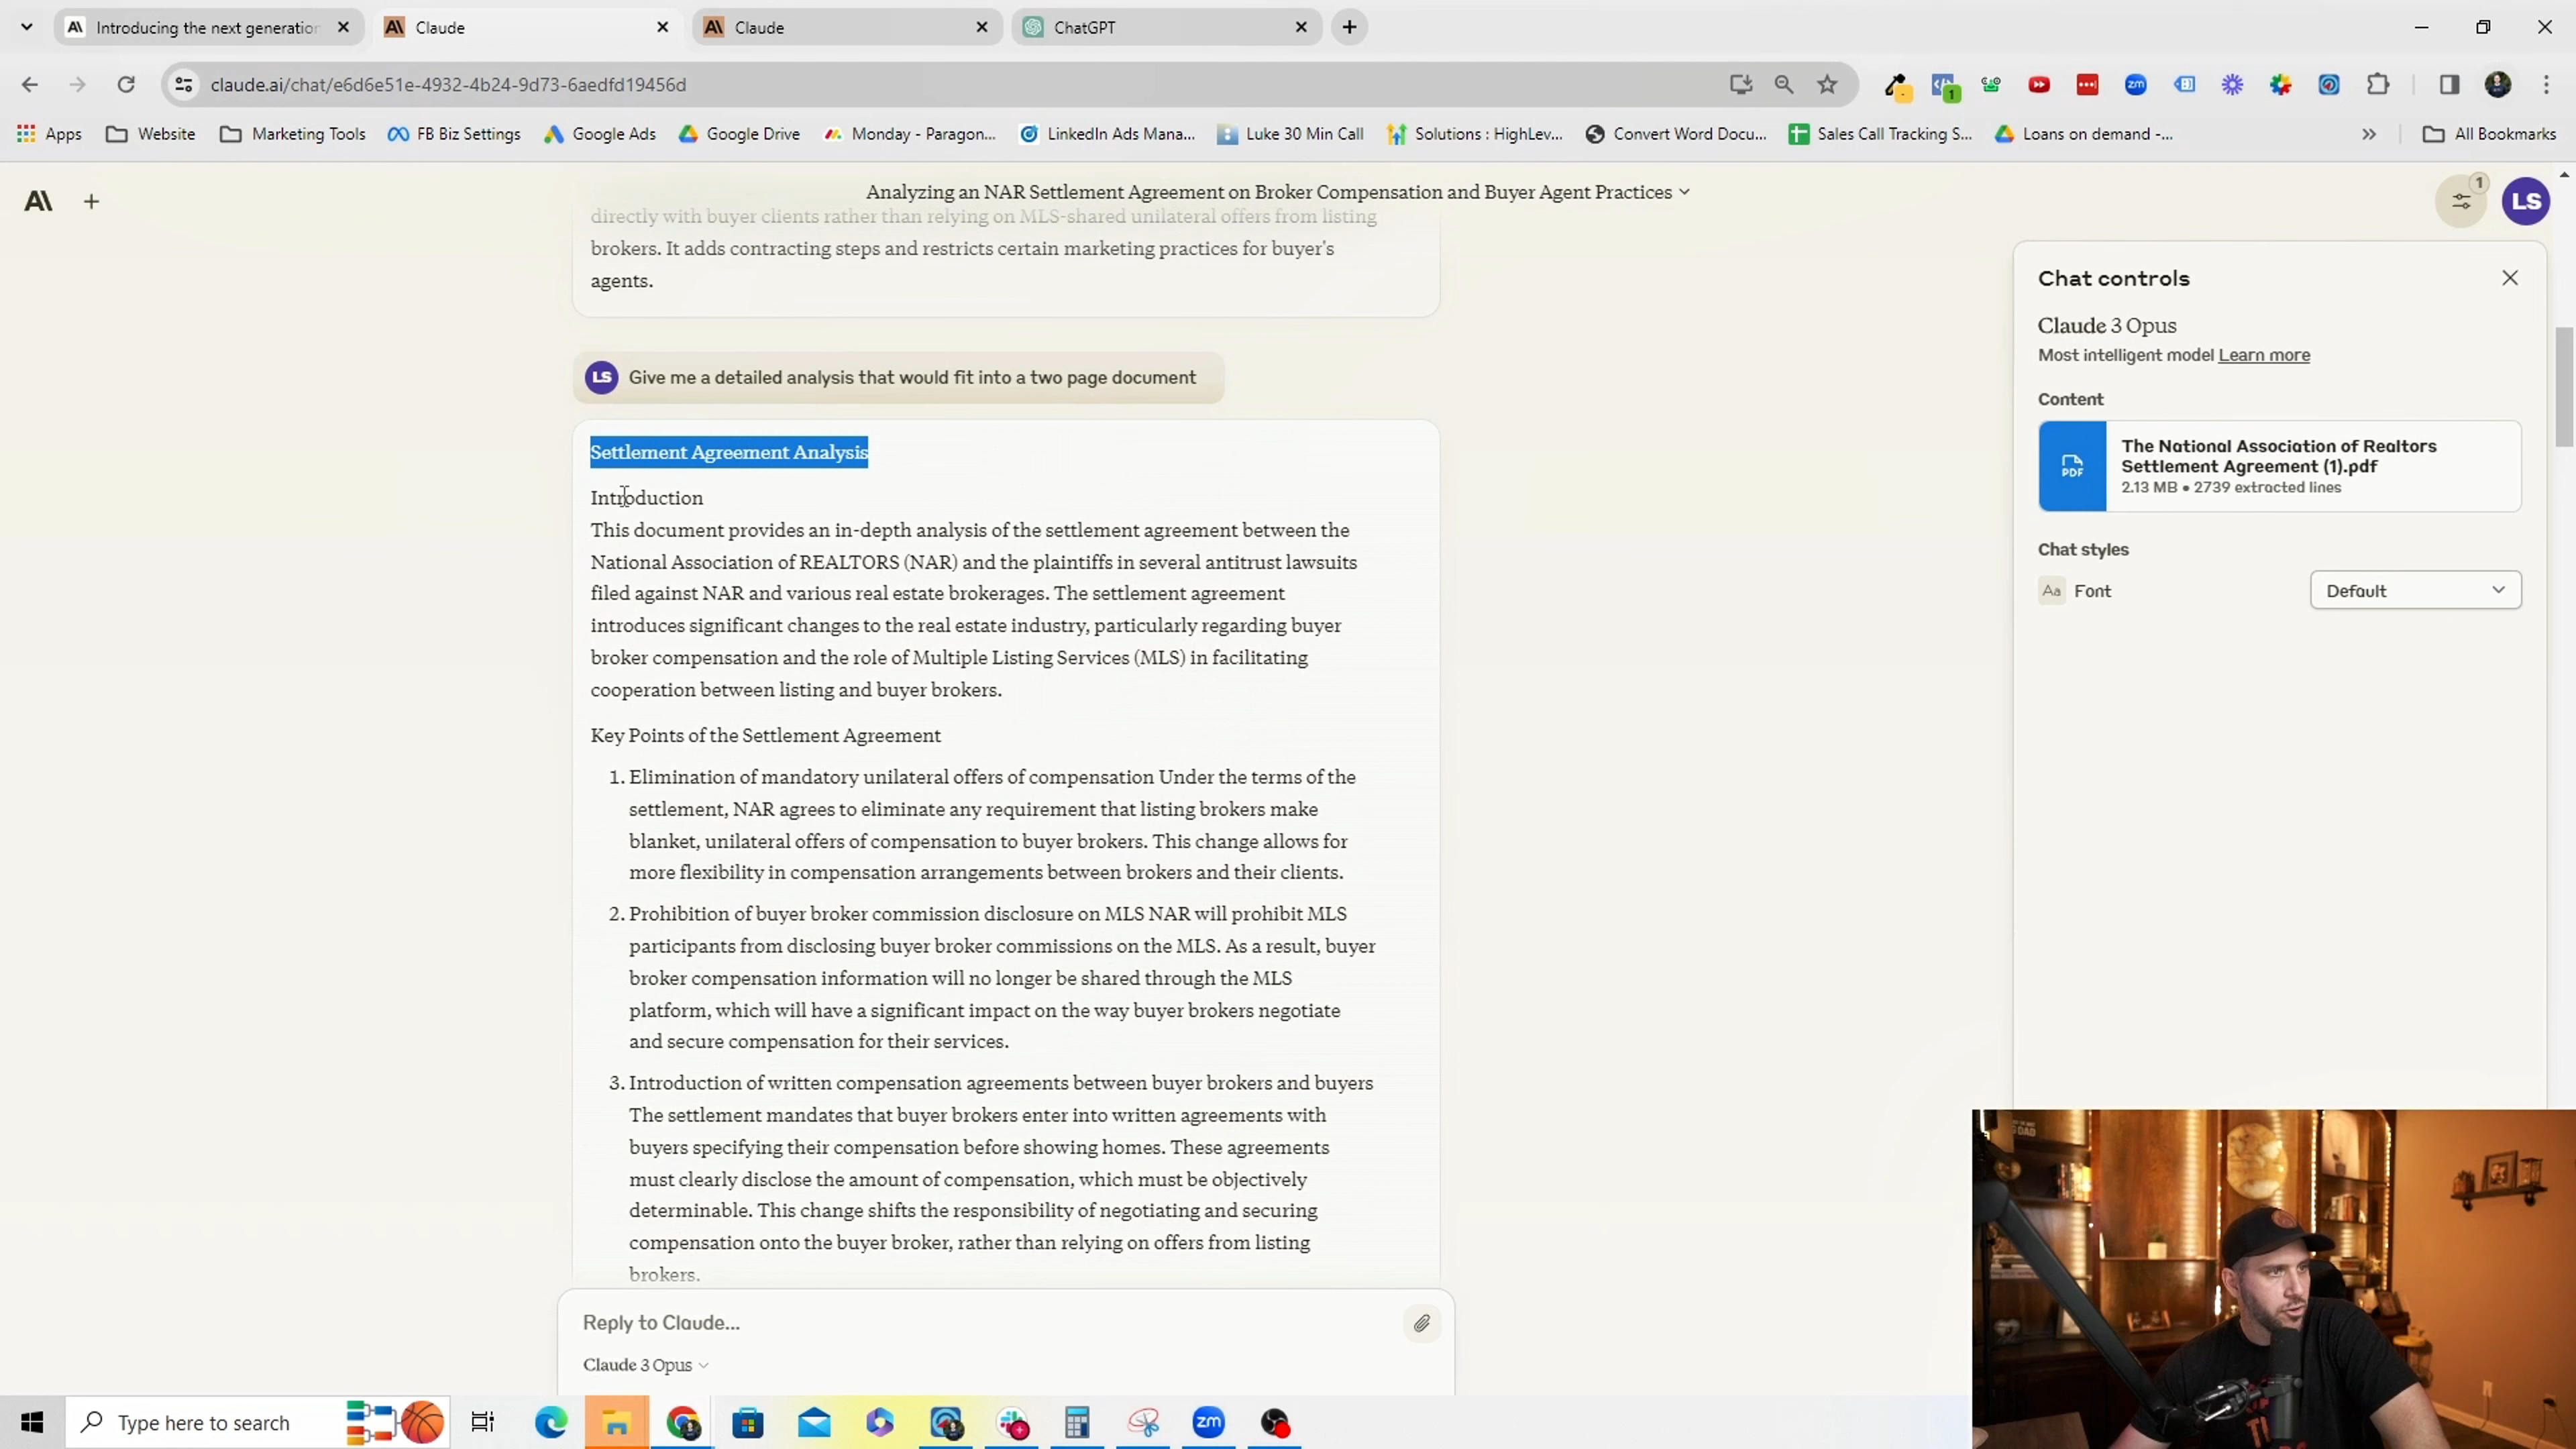 Introducing the next generation
Claude
Claude
ChatGPT
claude.ai/chat/e6d6e51e-4932-4b24-9d73-6aedfd19456d
Apps
Website
Marketing Tools
FB Biz Settings
Google Ads
Google Drive
Monday - Paragon...
LinkedIn Ads Mana...
Luke 30 Min Call
Solutions : HighLev...
Convert Word Docu...
Sales Call Tracking S...
Loans on demand -...
All Bookmarks
Analyzing an NAR Settlement Agreement on Broker Compensation and Buyer Agent Practices
1
LS
directly with buyer clients rather than relying on MLS-shared unilateral offers from listing
brokers. It adds contracting steps and restricts certain marketing practices for buyer's
agents.
LS Give me a detailed analysis that would fit into a two page document
Settlement Agreement Analysis
Introduction
This document provides an in-depth analysis of the settlement agreement between the
National Association of REALTORS (NAR) and the plaintiffs in several antitrust lawsuits
filed against NAR and various real estate brokerages. The settlement agreement
introduces significant changes to the real estate industry, particularly regarding buyer
broker compensation and the role of Multiple Listing Services (MLS) in facilitating
cooperation between listing and buyer brokers.
Key Points of the Settlement Agreement
1. Elimination of mandatory unilateral offers of compensation Under the terms of the
settlement, NAR agrees to eliminate any requirement that listing brokers make
blanket, unilateral offers of compensation to buyer brokers. This change allows for
more flexibility in compensation arrangements between brokers and their clients.
2. Prohibition of buyer broker commission disclosure on MLS NAR will prohibit MLS
participants from disclosing buyer broker commissions on the MLS. As a result, buyer
broker compensation information will no longer be shared through the MLS
platform, which will have a significant impact on the way buyer brokers negotiate
and secure compensation for their services.
3. Introduction of written compensation agreements between buyer brokers and buyers
The settlement mandates that buyer brokers enter into written agreements with
buyers specifying their compensation before showing homes. These agreements
must clearly disclose the amount of compensation, which must be objectively
determinable. This change shifts the responsibility of negotiating and securing
compensation onto the buyer broker, rather than relying on offers from listing
brokers.
Reply to Claude...
Claude 3 Opus
Chat controls
Claude 3 Opus
Most intelligent model Learn more
Content
PDF
The National Association of Realtors
Settlement Agreement (1).pdf
2.13 MB • 2739 extracted lines
Chat styles
Aa Font
Default
Type here to search
zm